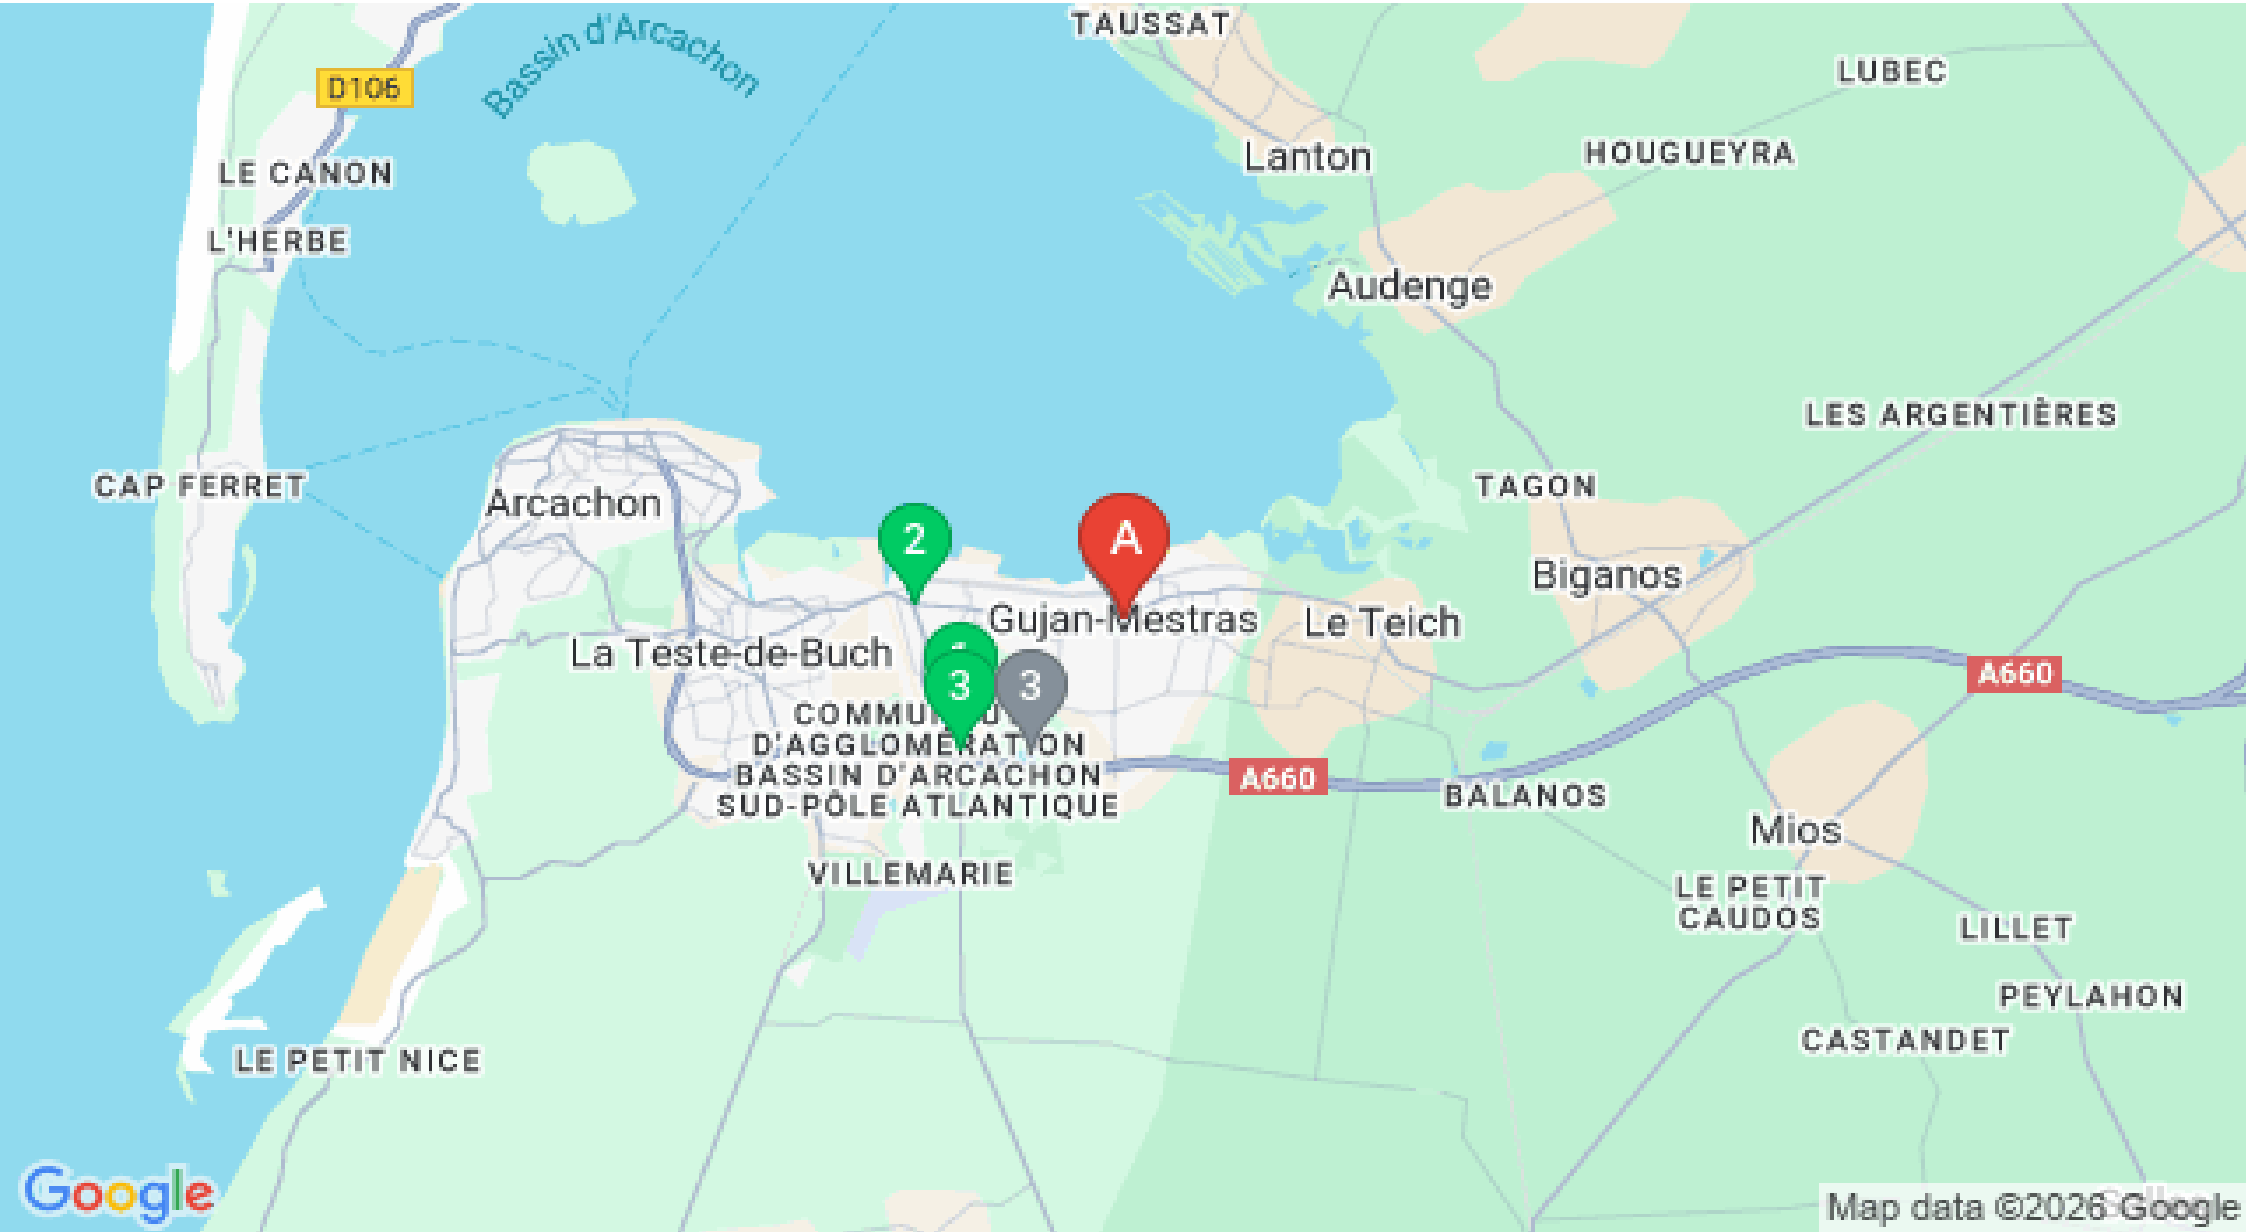 TAUSSAT
Bassin d'Arcachon
D106
LUBEC
LE CANON
Lanton
HOUGUEYRA
L'HERBE
Audenge
LES ARGENTIÈRES
CAP FERRET
Arcachon
TAGON
2
A
Biganos
Gujan-Mestras
Le Teich
La Teste-de-Buch
3
3
A660
D'AGGLOMÉRATION
BASSIN D'ARCACHON
SUD-PÔLE ATLANTIQUE
A660
BALANOS
Mios
VILLEMARIE
LE PETIT
CAUDOS
LILLET
PEYLAHON
CASTANDET
LE PETIT NICE
Google
Map data ©2026 Google